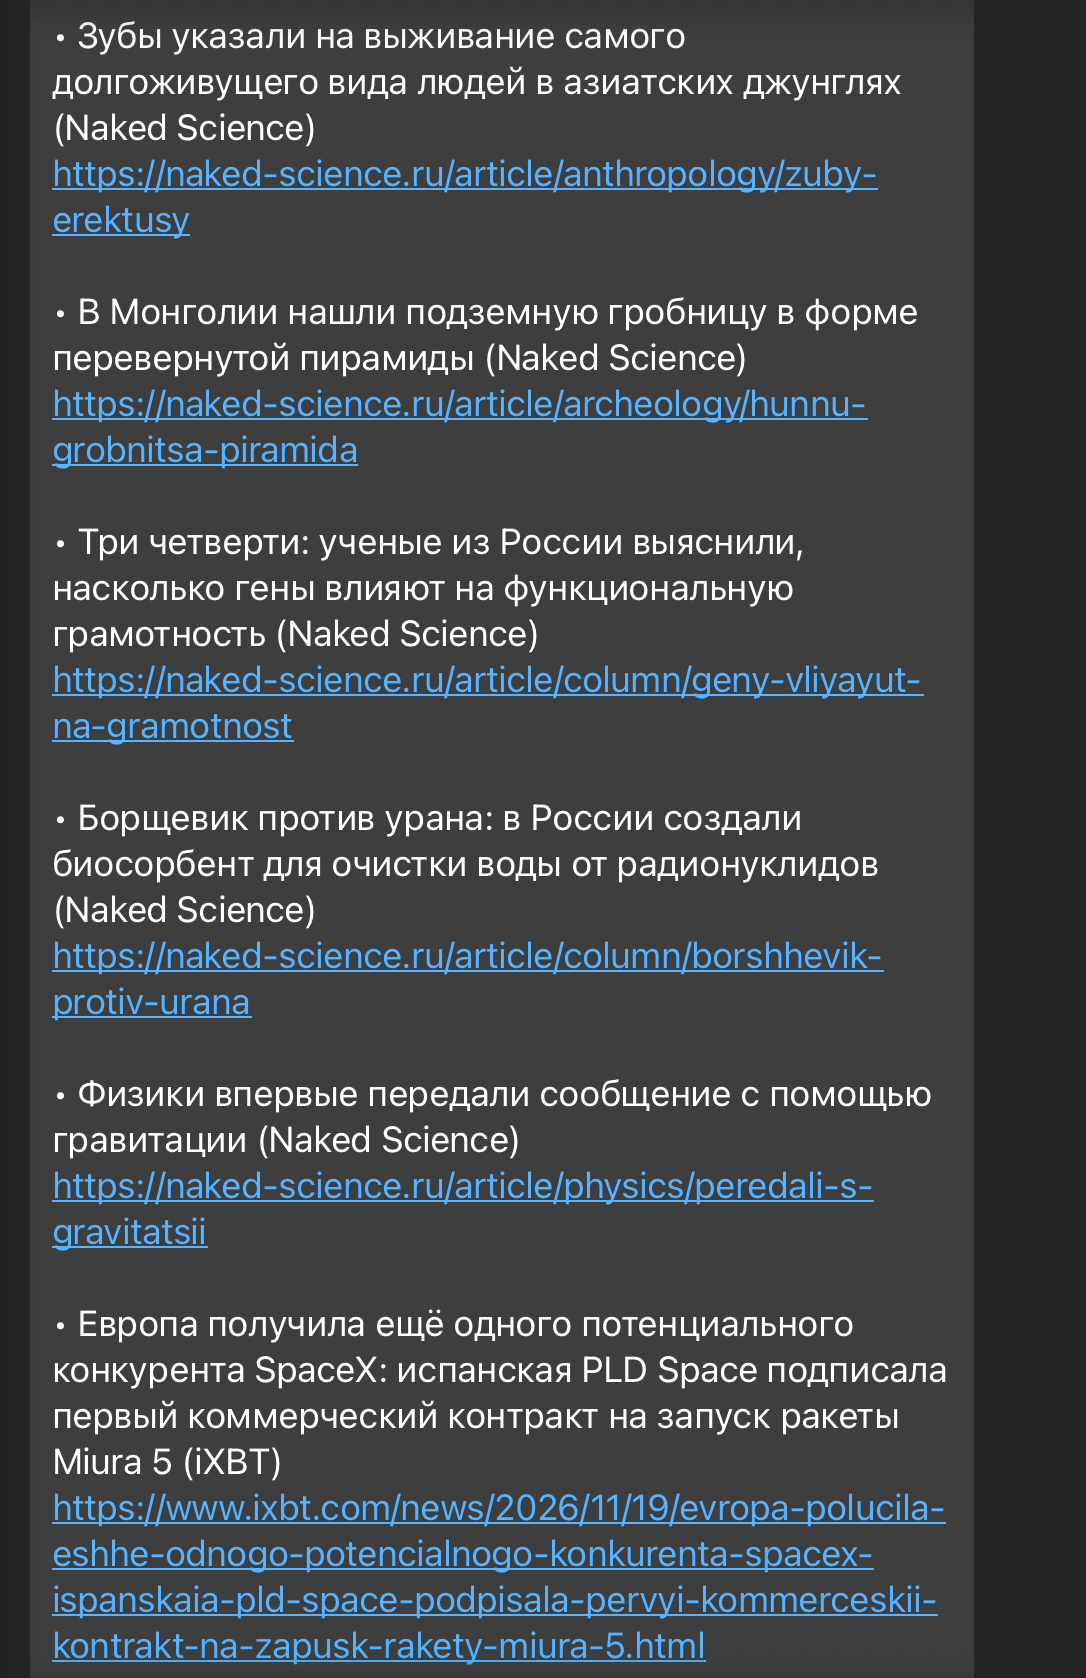 • Зубы указали на выживание самого
долгоживущего вида людей в азиатских джунглях
(Naked Science)
https://naked-science.ru/article/anthropology/zuby-
erektusy
• В Монголии нашли подземную гробницу в форме
перевернутой пирамиды (Naked Science)
https://naked-science.ru/article/archeology/hunnu-
grobnitsa-piramida
• Три четверти: ученые из России выяснили,
насколько гены влияют на функциональную
грамотность (Naked Science)
https://naked-science.ru/article/column/geny-vliyayut-
na-gramotnost
• Борщевик против урана: в России создали
биосорбент для очистки воды от радионуклидов
(Naked Science)
https://naked-science.ru/article/column/borshhevik-
protiv-urana
• Физики впервые передали сообщение с помощью
гравитации (Naked Science)
https://naked-science.ru/article/physics/peredali-s-
gravitatsii
• Европа получила ещё одного потенциального
конкурента SpaceX: испанская PLD Space подписала
первый коммерческий контракт на запуск ракеты
Miura 5 (iXBT)
https://www.ixbt.com/news/2026/11/19/evropa-polucila-
eshhe-odnogo-potencialnogo-konkurenta-spacex-
ispanskaia-pld-space-podpisala-pervyi-kommerceskii-
kontrakt-na-zapusk-rakety-miura-5.html